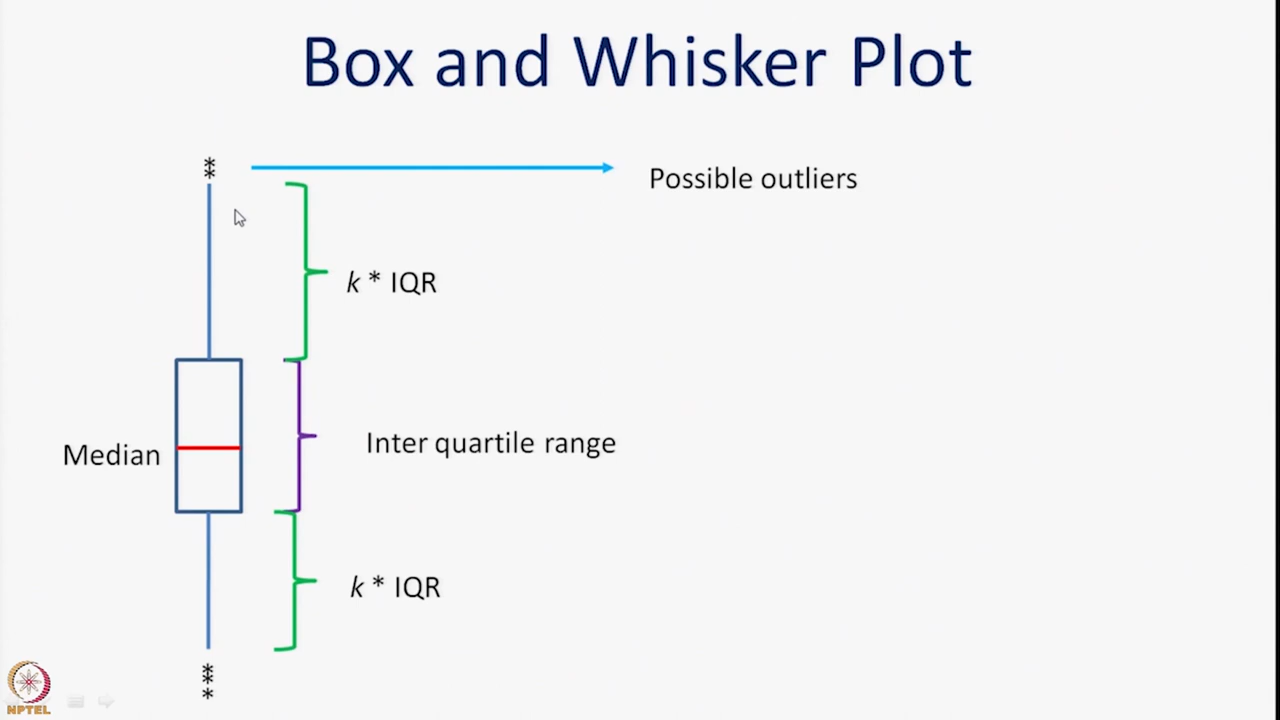 Box and Whisker Plot
*
*
Possible outliers
k * IQR
Median
Inter quartile range
k * IQR
*
*
*
NPTEL